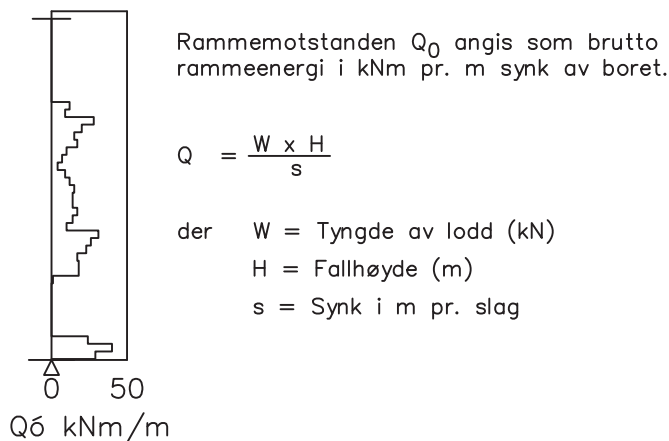 Rammemotstanden Q0 angis som brutto
rammeenergi i kNm pr. m synk av boret.
Q = W x H
s
der W = Tyngde av lodd (kN)
H = Fallhøyde (m)
s = Synk i m pr. slag
0 50
Qó kNm/m